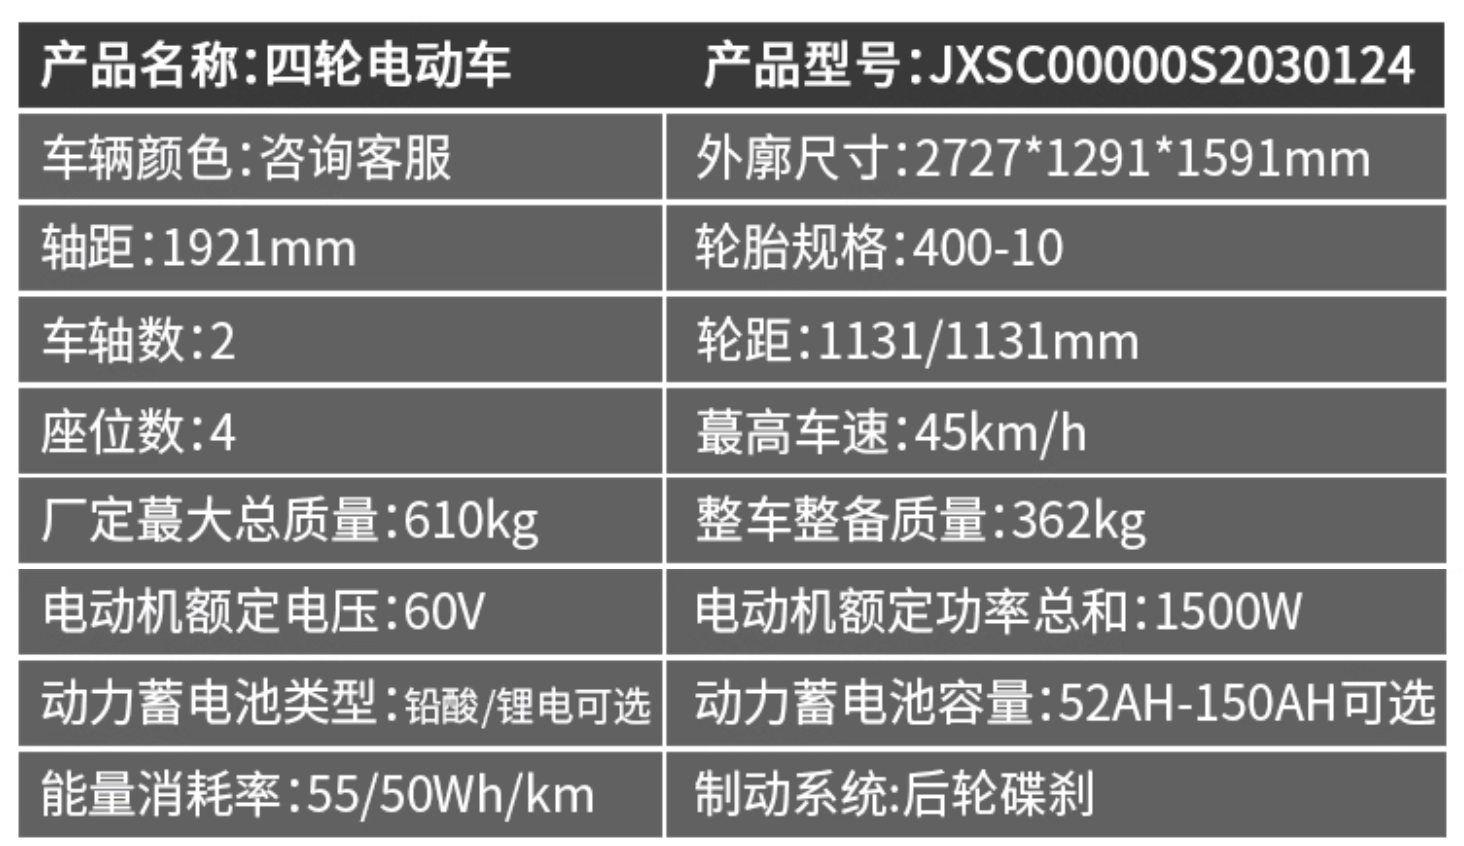 产品名称:四轮电动车 产品型号:JXSC00000S2030124
车辆颜色:咨询客服 外廓尺寸:2727*1291*1591mm
轴距:1921mm 轮胎规格:400-10
车轴数:2 轮距:1131/1131mm
座位数:4 蕞高车速:45km/h
厂定蕞大总质量:610kg 整车整备质量:362kg
电动机额定电压:60V 电动机额定功率总和:1500W
动力蓄电池类型:铅酸/锂电可选 动力蓄电池容量:52AH-150AH可选
能量消耗率:55/50Wh/km 制动系统:后轮碟刹